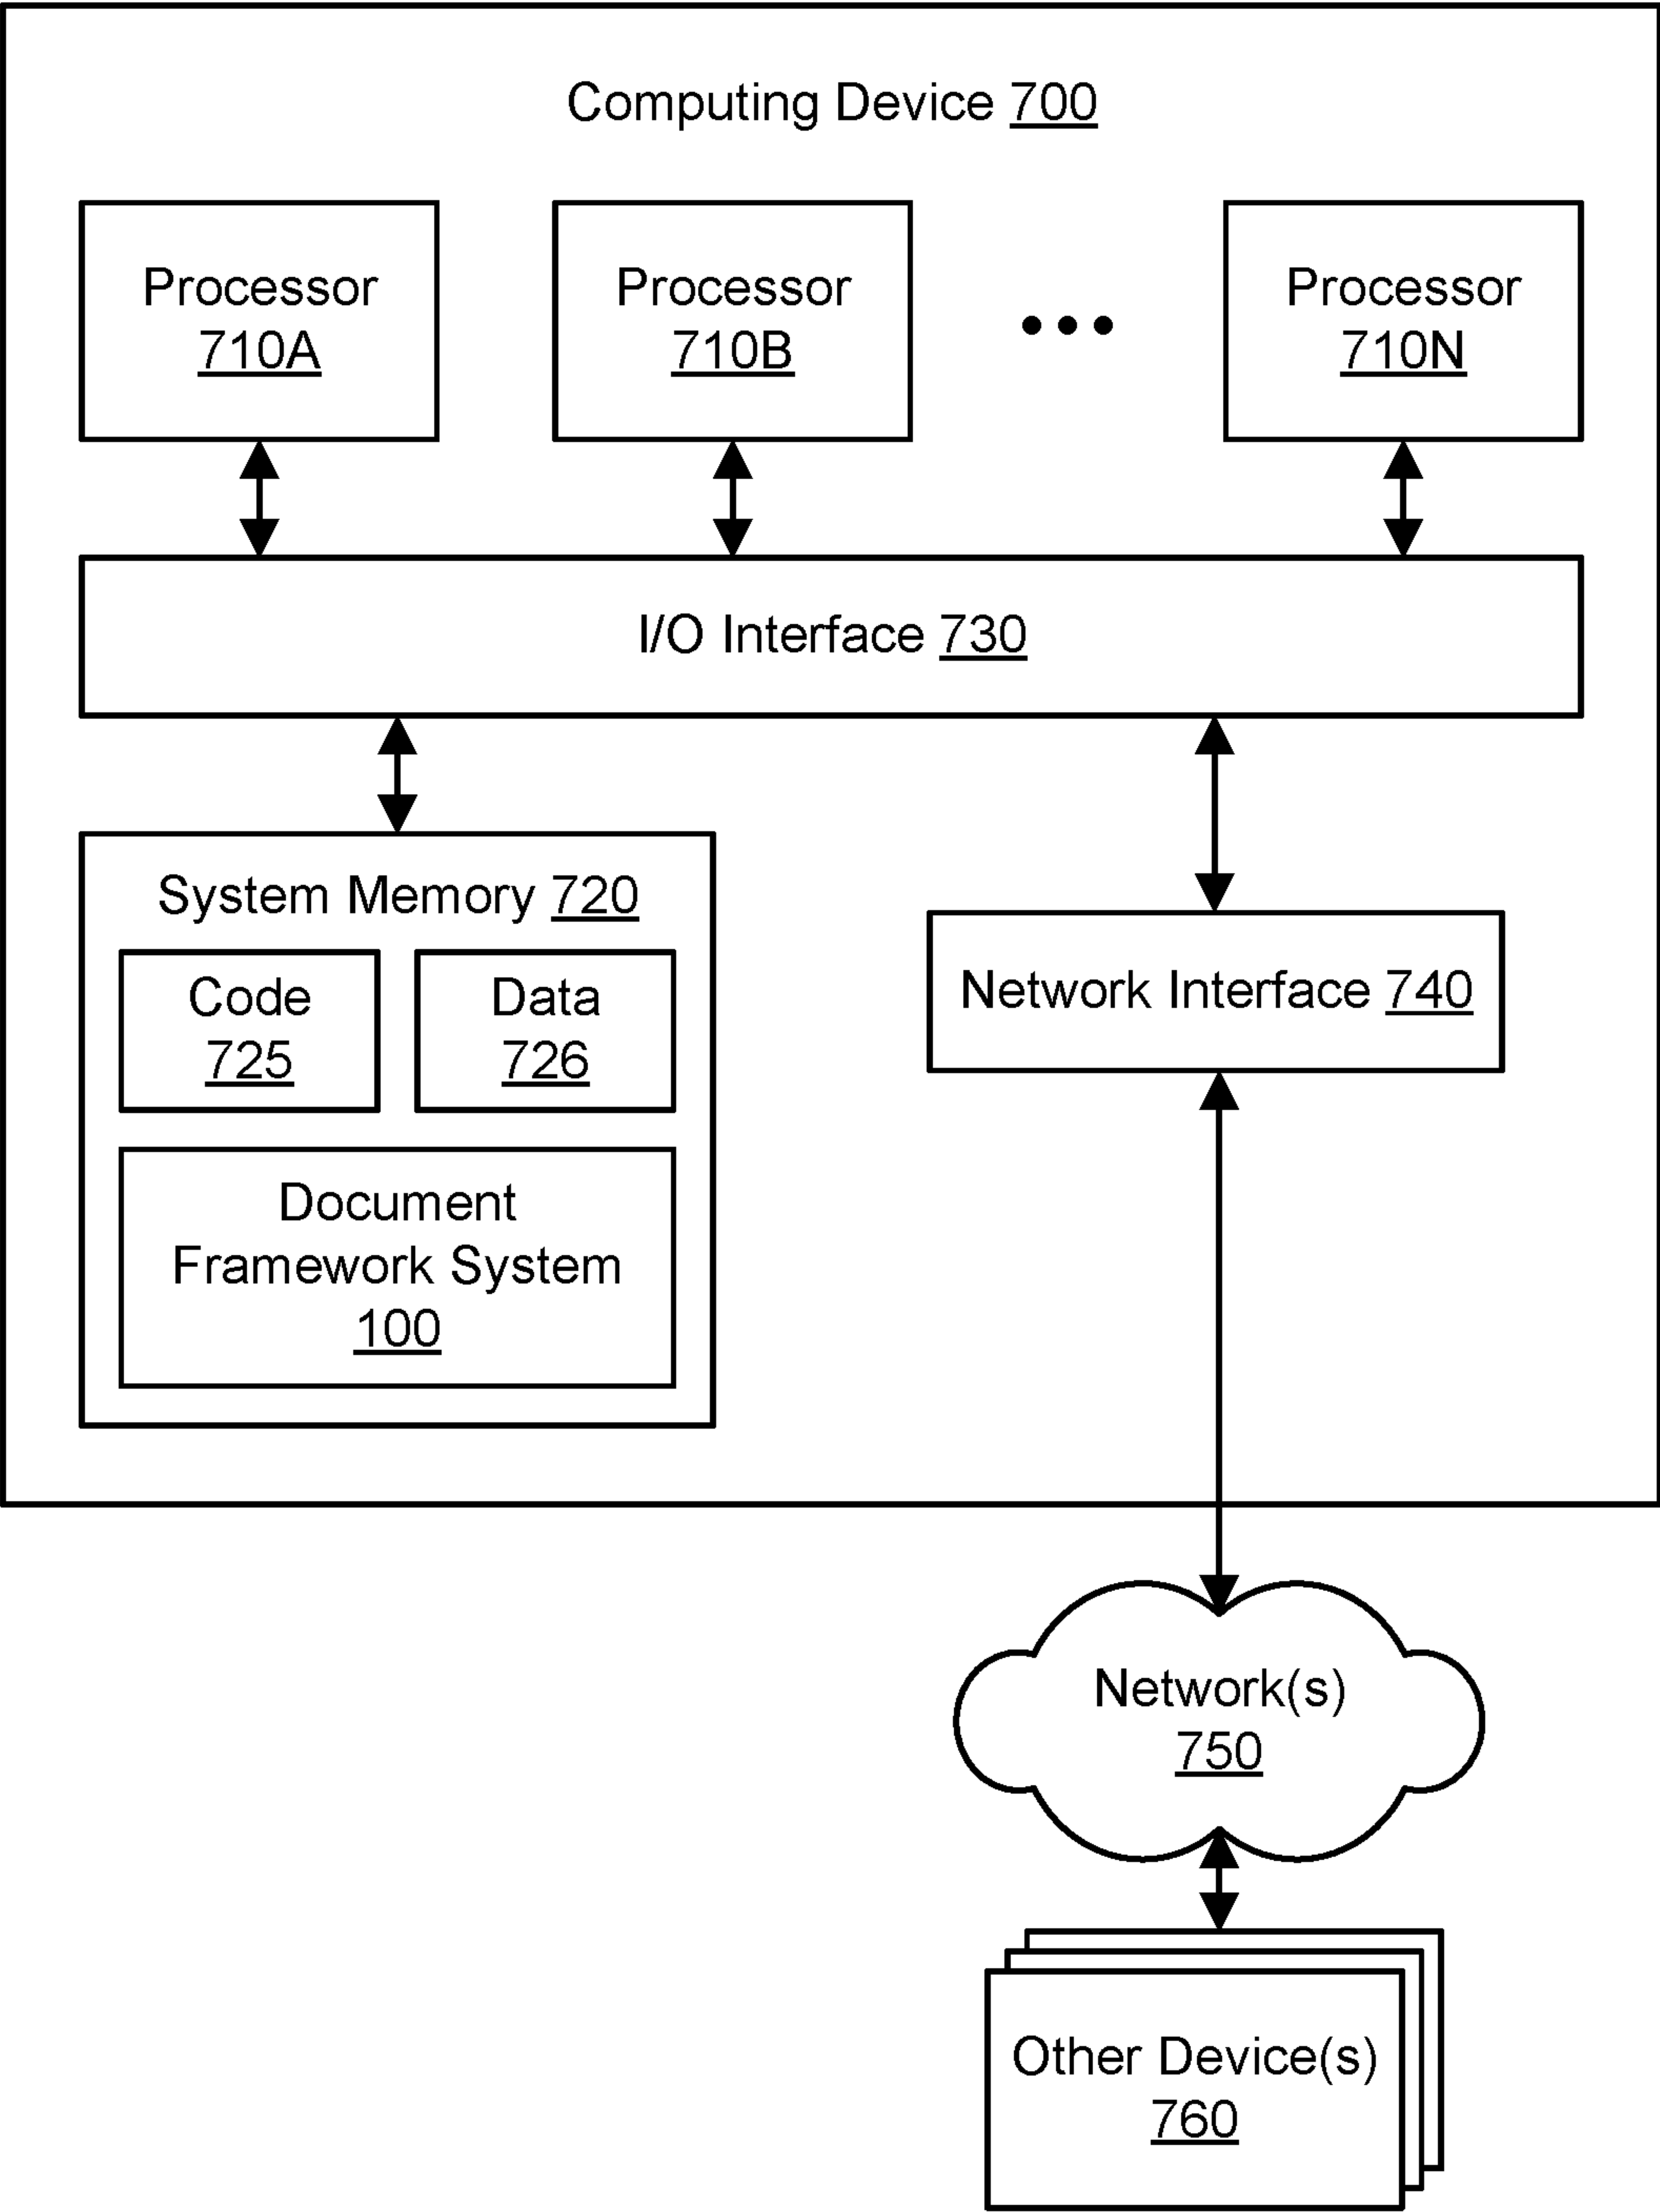 Computing Device 700
Processor
710A
Processor
710B
Processor
710N
I/O Interface 730
System Memory 720
Code
725
Data
726
Document
Framework System
100
Network Interface 740
Network(s)
750
Other Device(s)
760